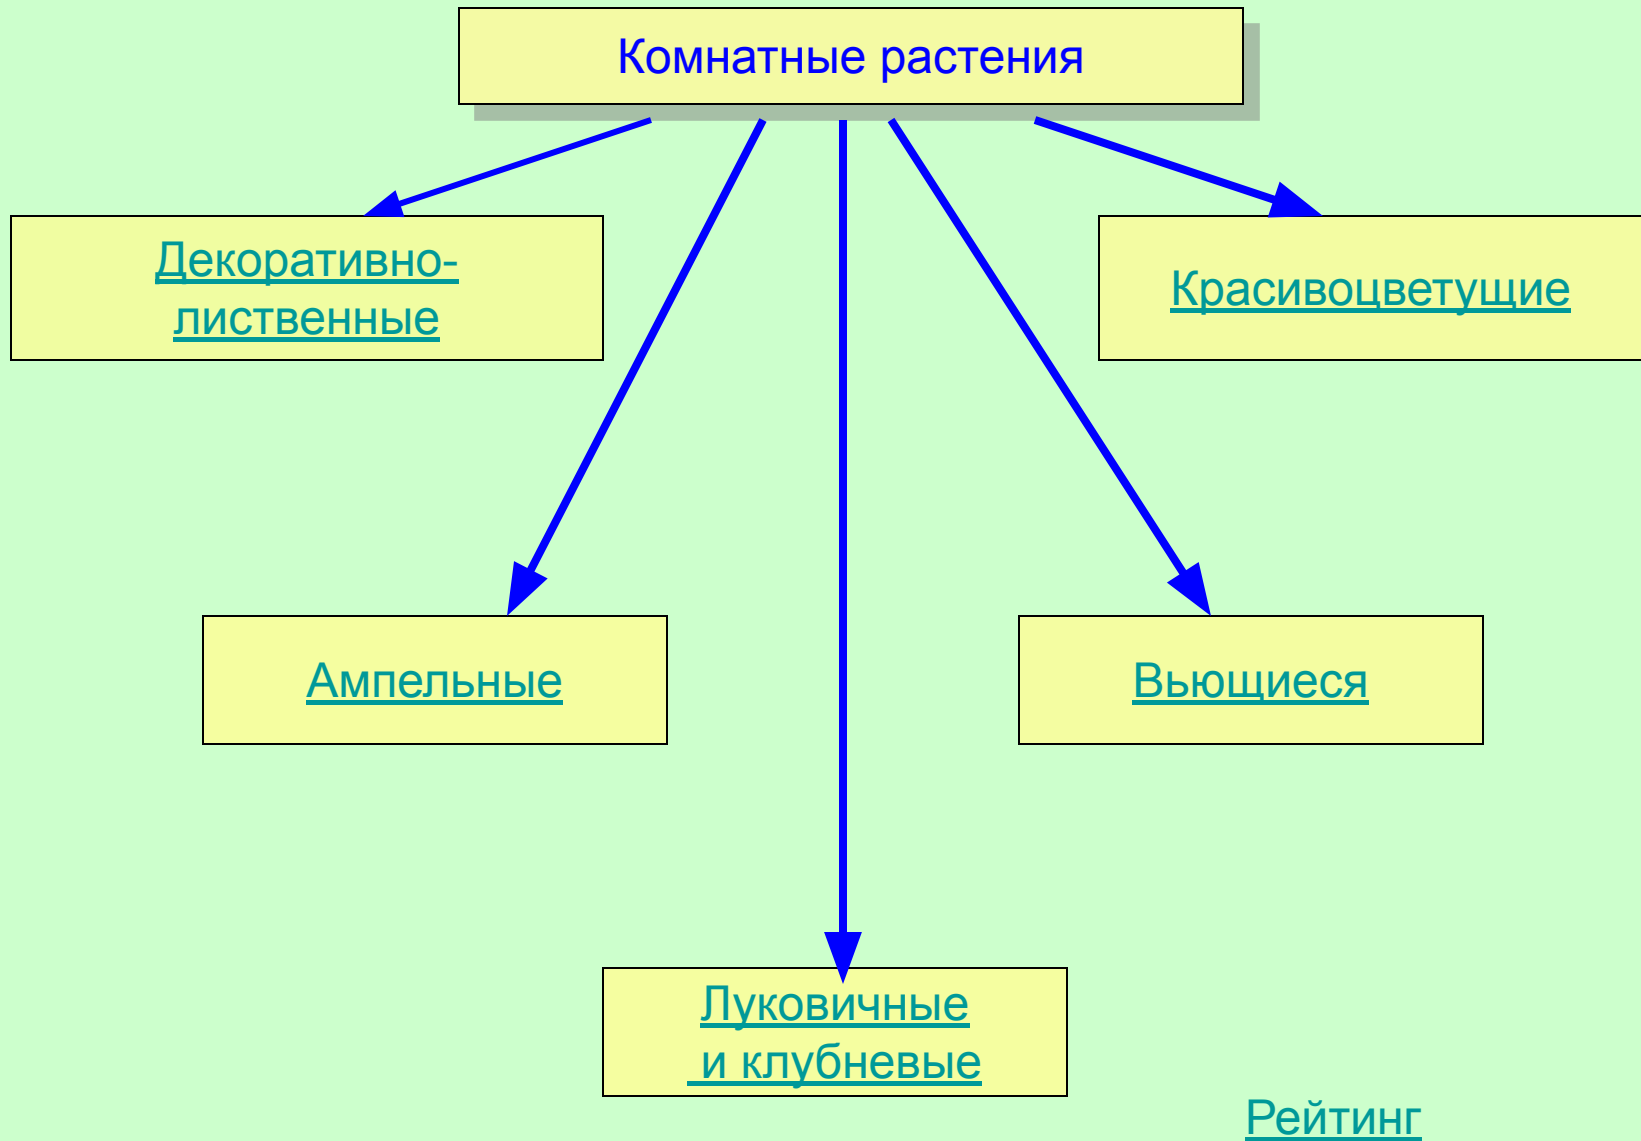 Комнатные растения
Декоративно-
лиственные
Красивоцветущие
Ампельные
Вьющиеся
Луковичные
и клубневые
Рейтинг